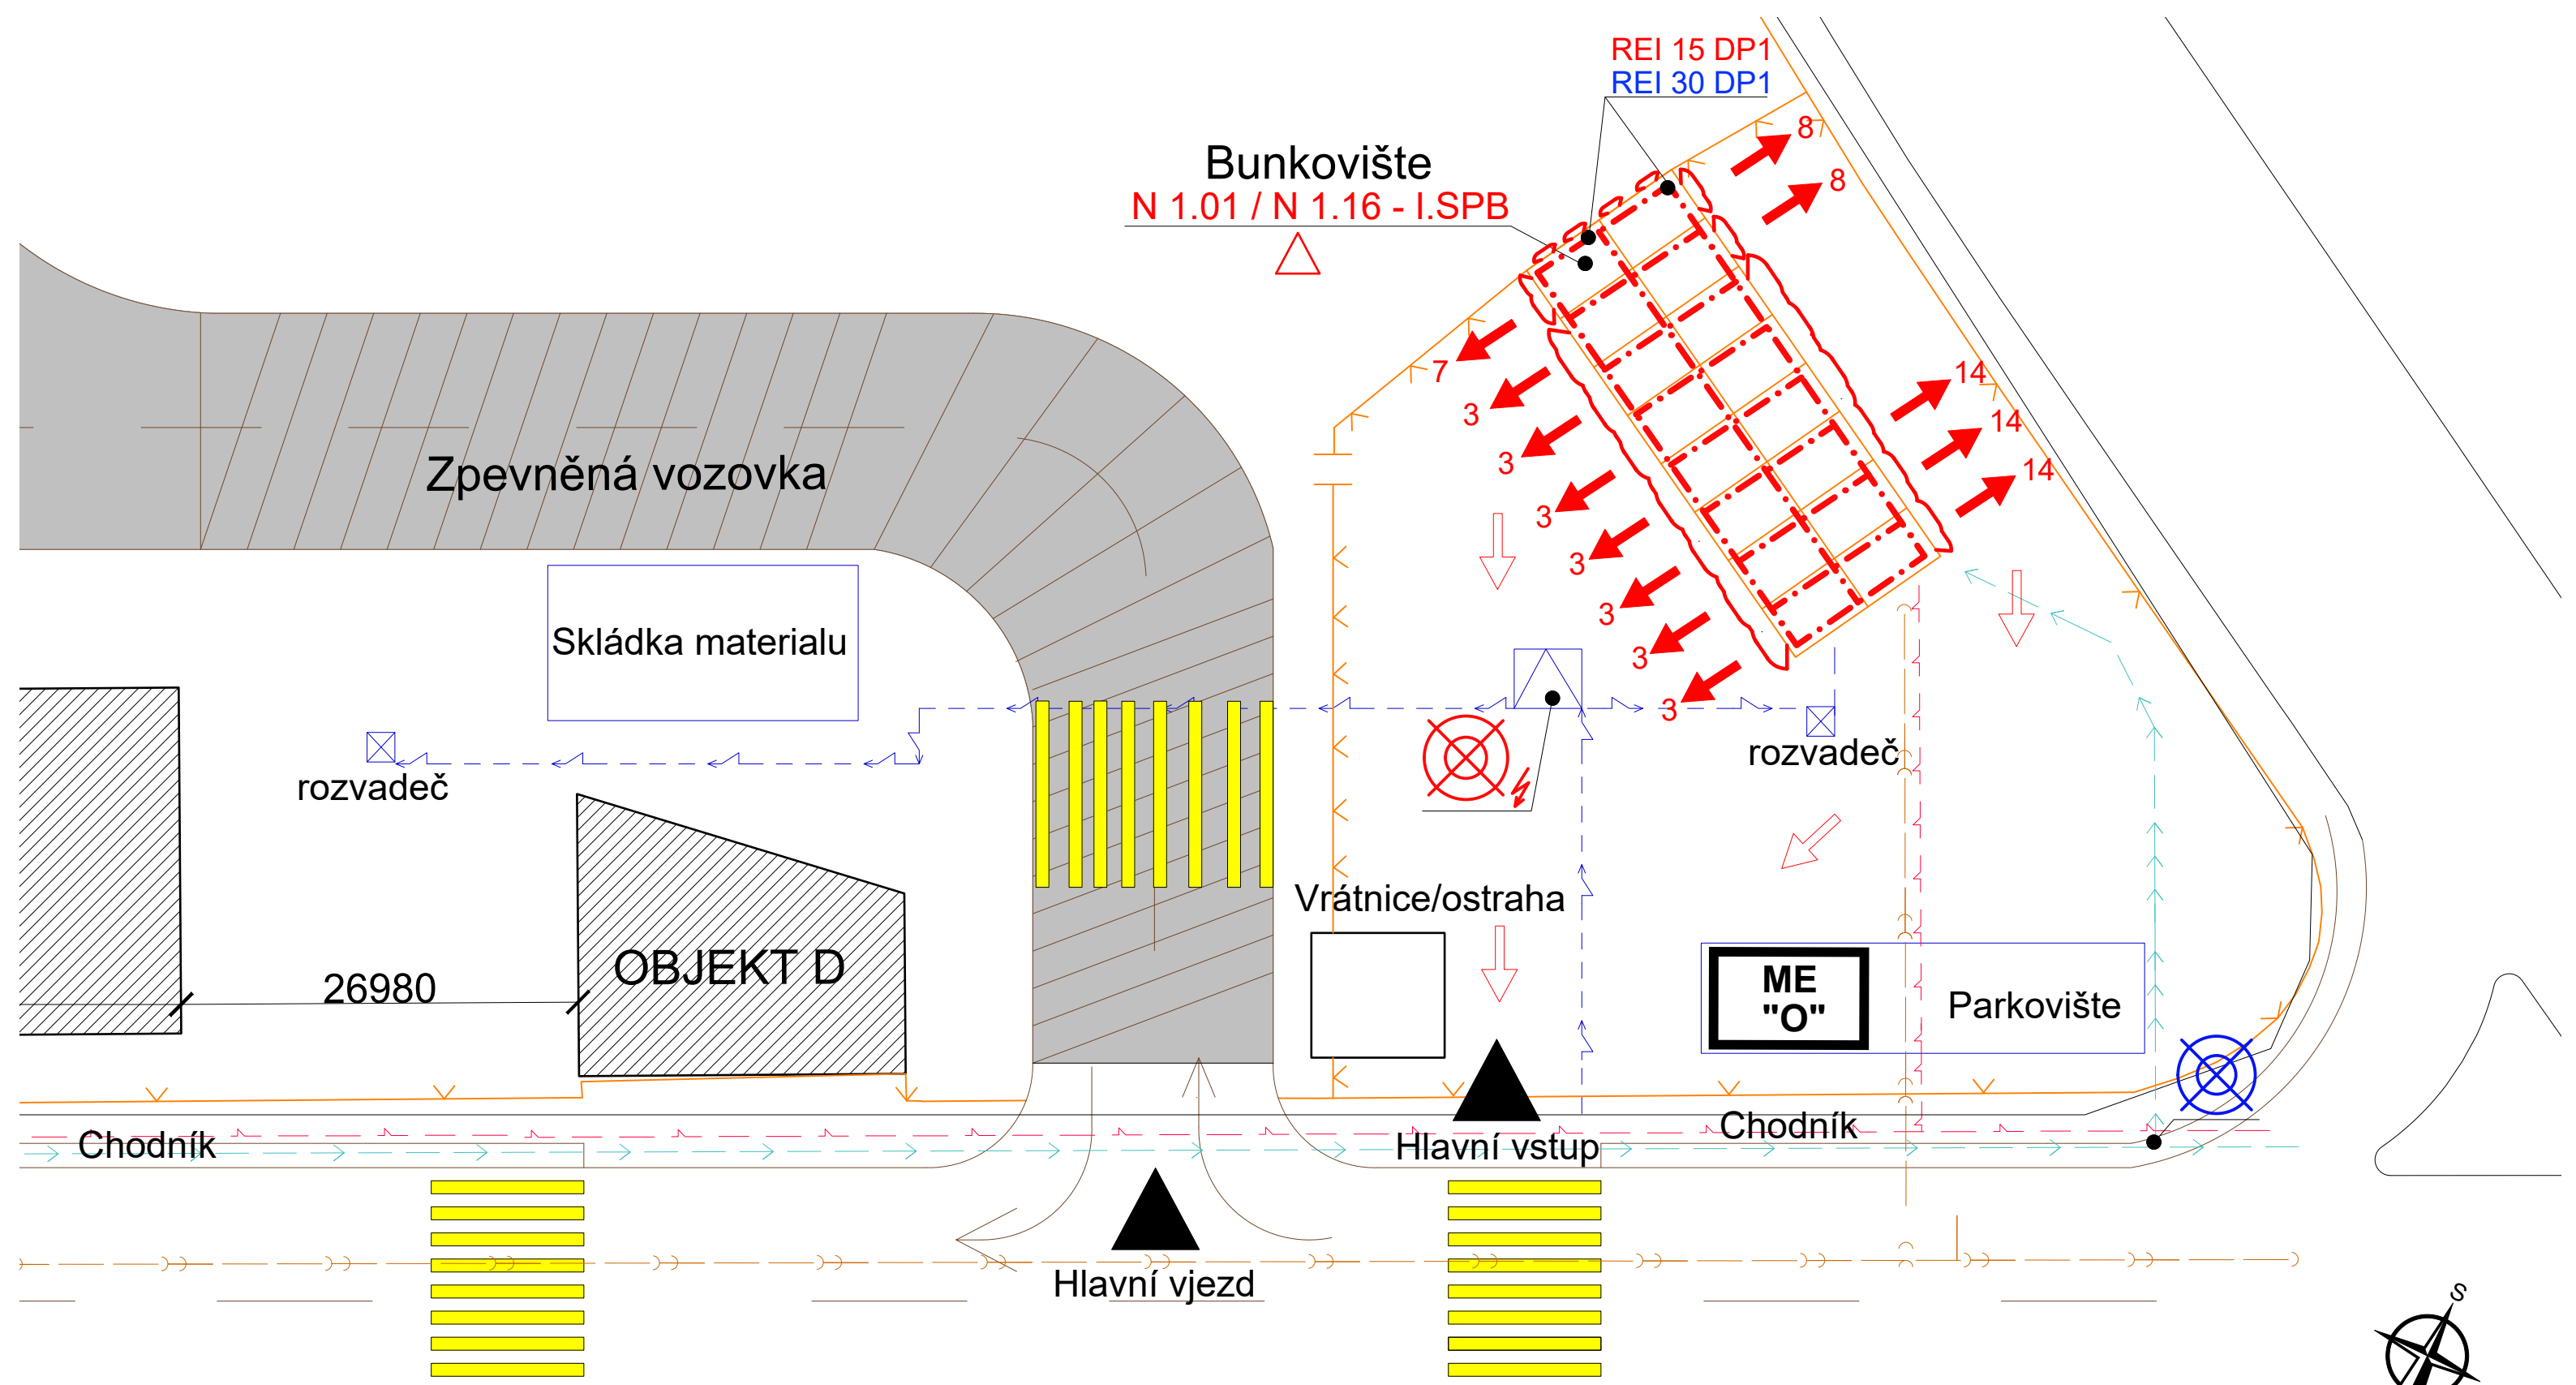 REI 15 DP1
REI 30 DP1
Bunkoviště
N 1.01 / N 1.16 - I.SPB
8
8
7
3
3
3
3
3
3
3
14
14
14
Zpevněná vozovka
Skládka materialu
rozvadeč
rozvadeč
Vrátnice/ostraha
OBJEKT D
26980
ME
"O"
Parkoviště
Chodník
Hlavní vstup
Chodník
Hlavní vjezd
S